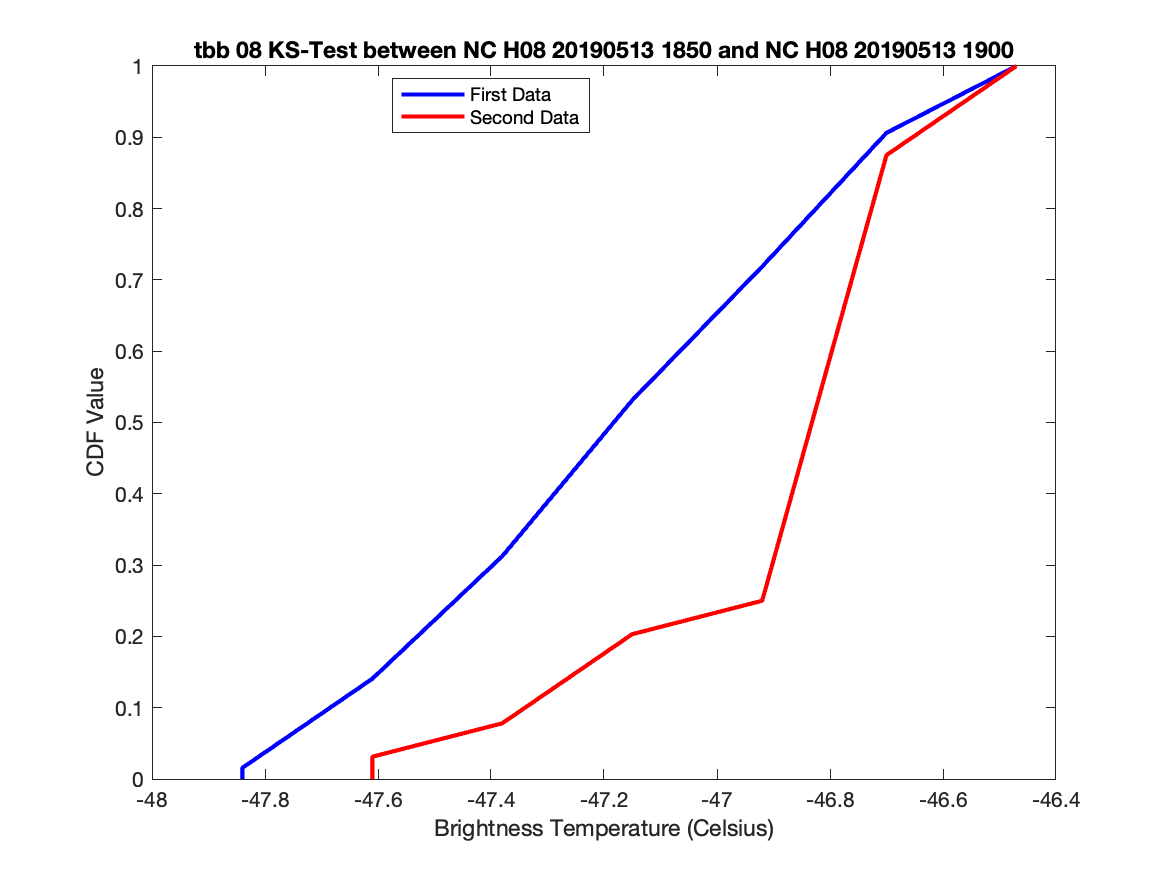 tbb 08 KS-Test between NC H08 20190513 1850 and NC H08 20190513 1900
First Data
Second Data
1
0.9
0.8
0.7
0.6
0.5
0.4
0.3
0.2
0.1
0
CDF Value
-48 -47.8 -47.6 -47.4 -47.2 -47 -46.8 -46.6 -46.4
Brightness Temperature (Celsius)